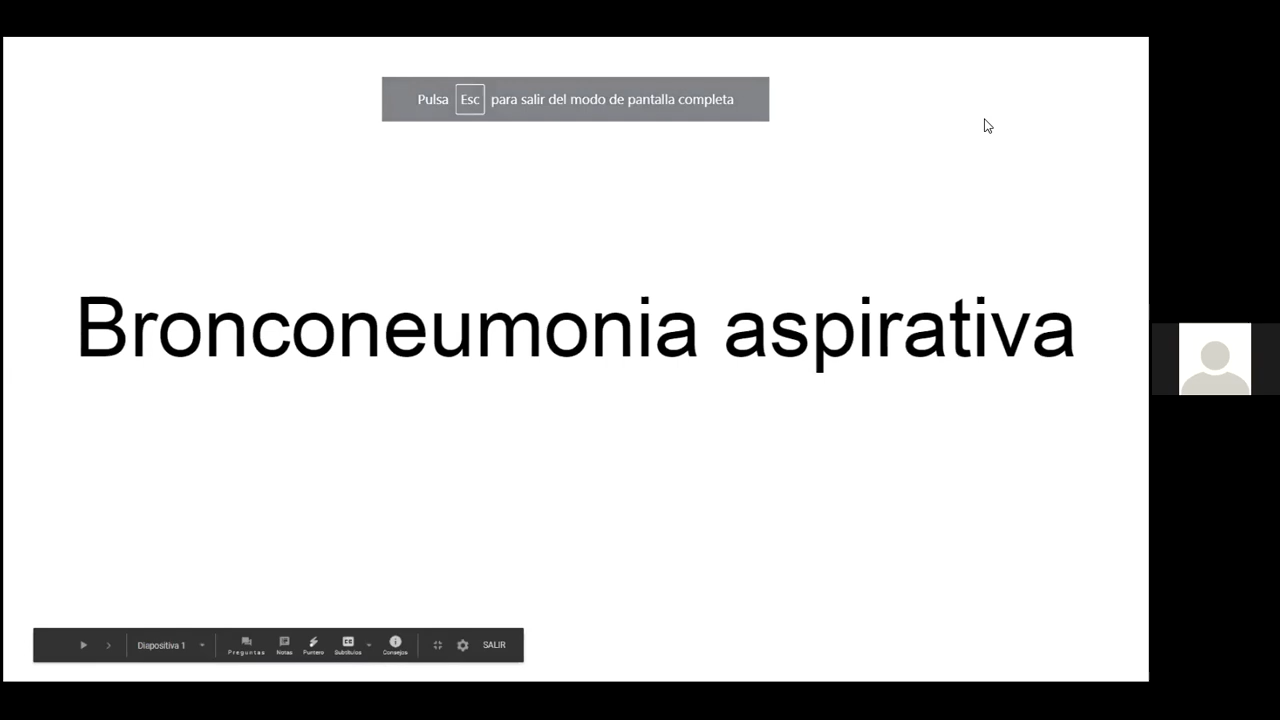 Pulsa Esc para salir del modo de pantalla completa
Bronconeumonia aspirativa
Diapositiva 1
Preguntas Notas Puntero Subtítulos Consejos
SALIR